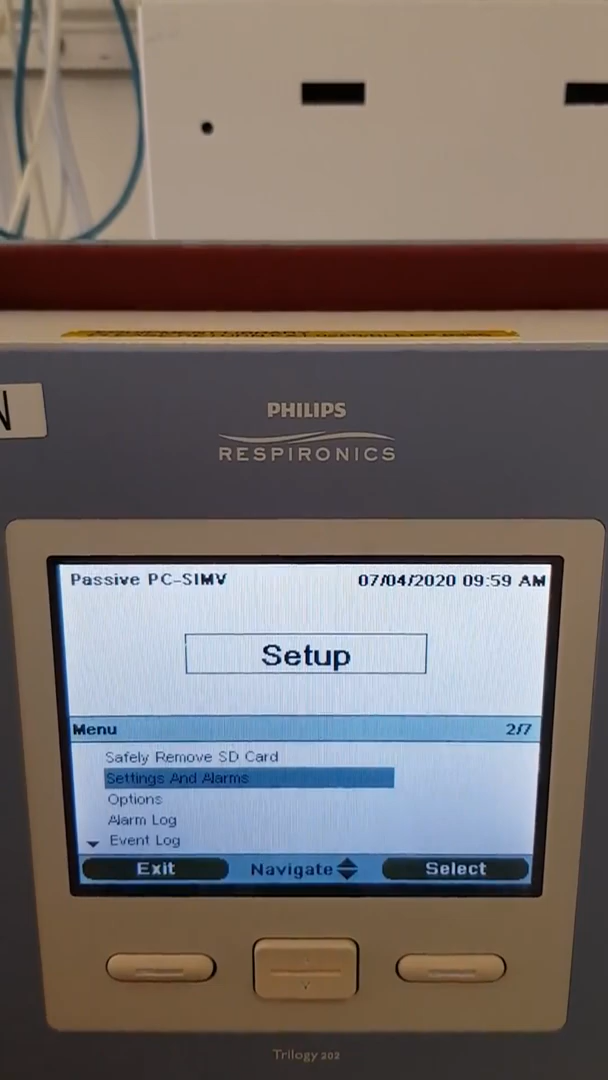 N
PHILIPS
RESPIRONICS
Passive PC-SIMV 07/04/2020 09:59 AM
Setup
Menu 2/7
Safely Remove SD Card
Settings And Alarms
Options
Alarm Log
Event Log
Exit Navigate Select
Trilogy 202